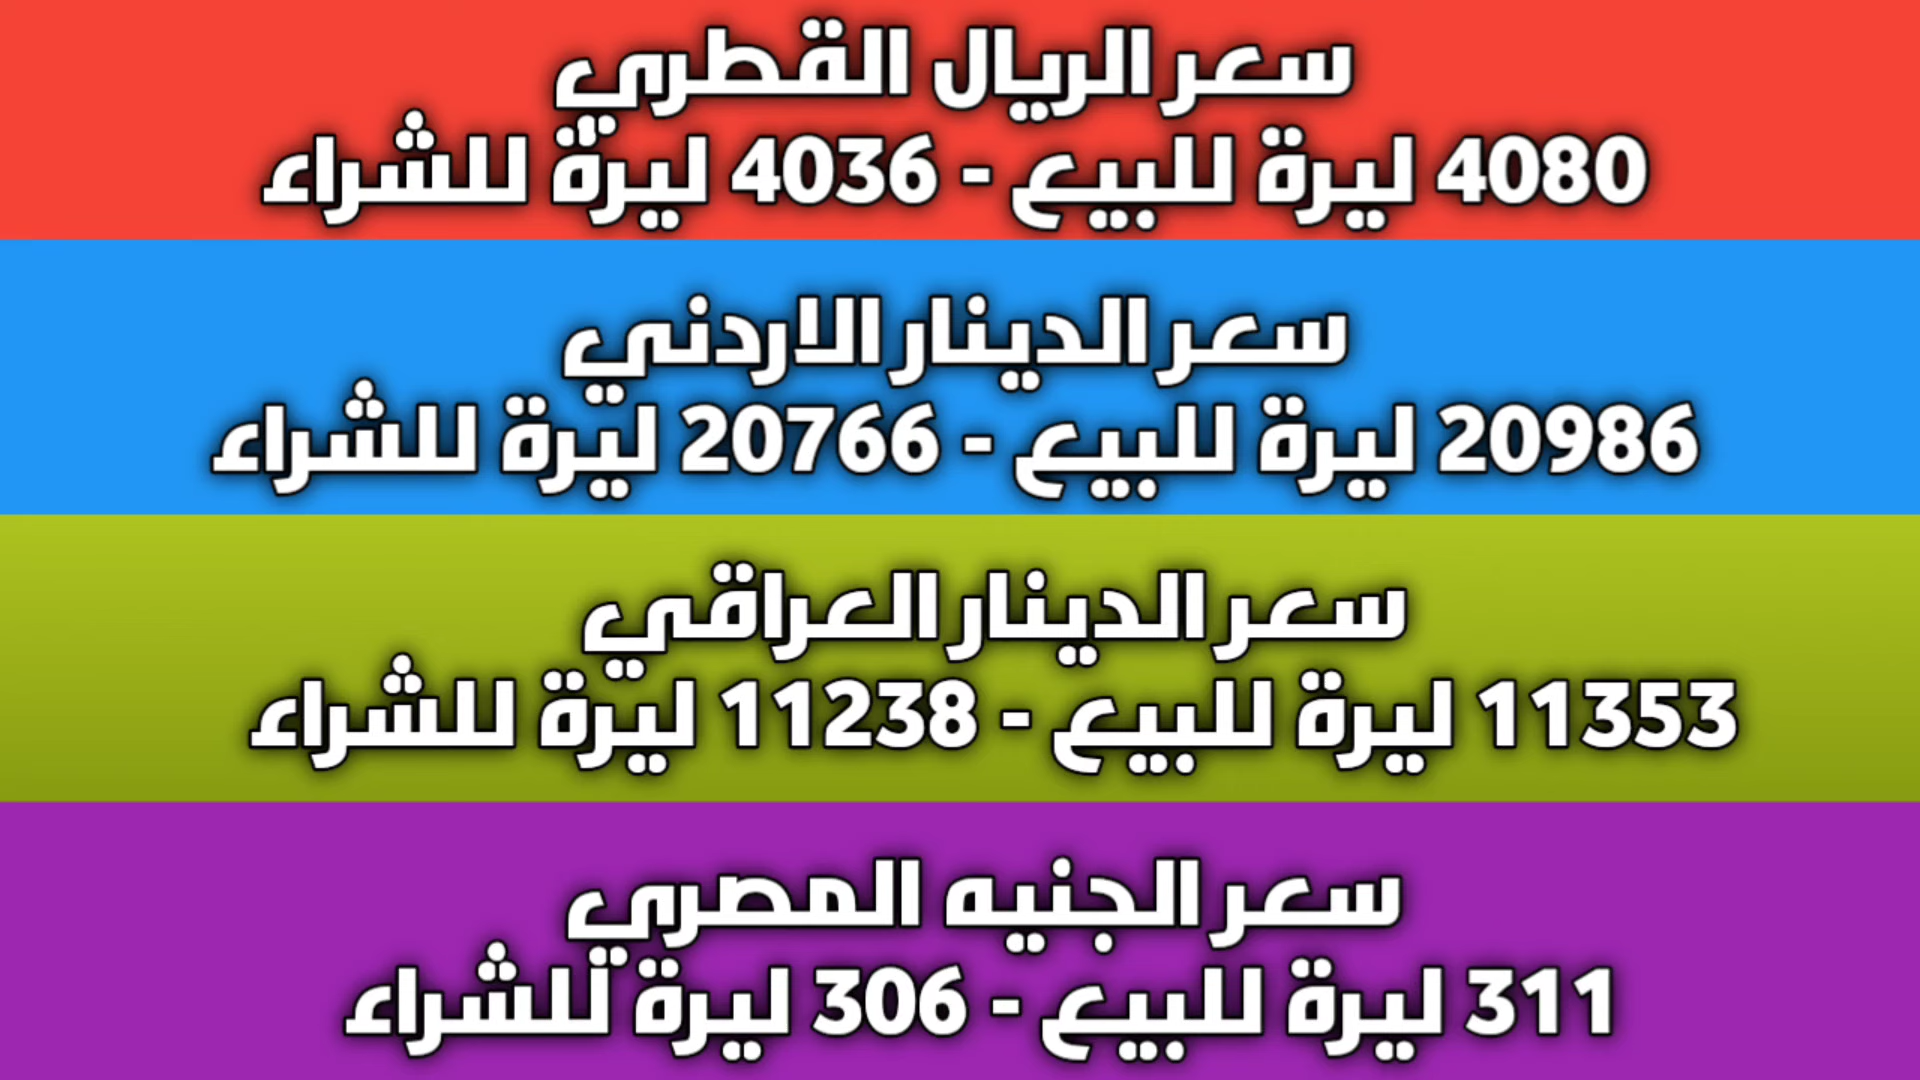 سعر الريال القطري
4080 ليرة للبيع - 4036 ليرة للشراء
سعر الدينار الاردني
20986 ليرة للبيع - 20766 ليرة للشراء
سعر الدينار العراقي
11353 ليرة للبيع - 11238 ليرة للشراء
سعر الجنيه المصري
311 ليرة للبيع - 306 ليرة للشراء